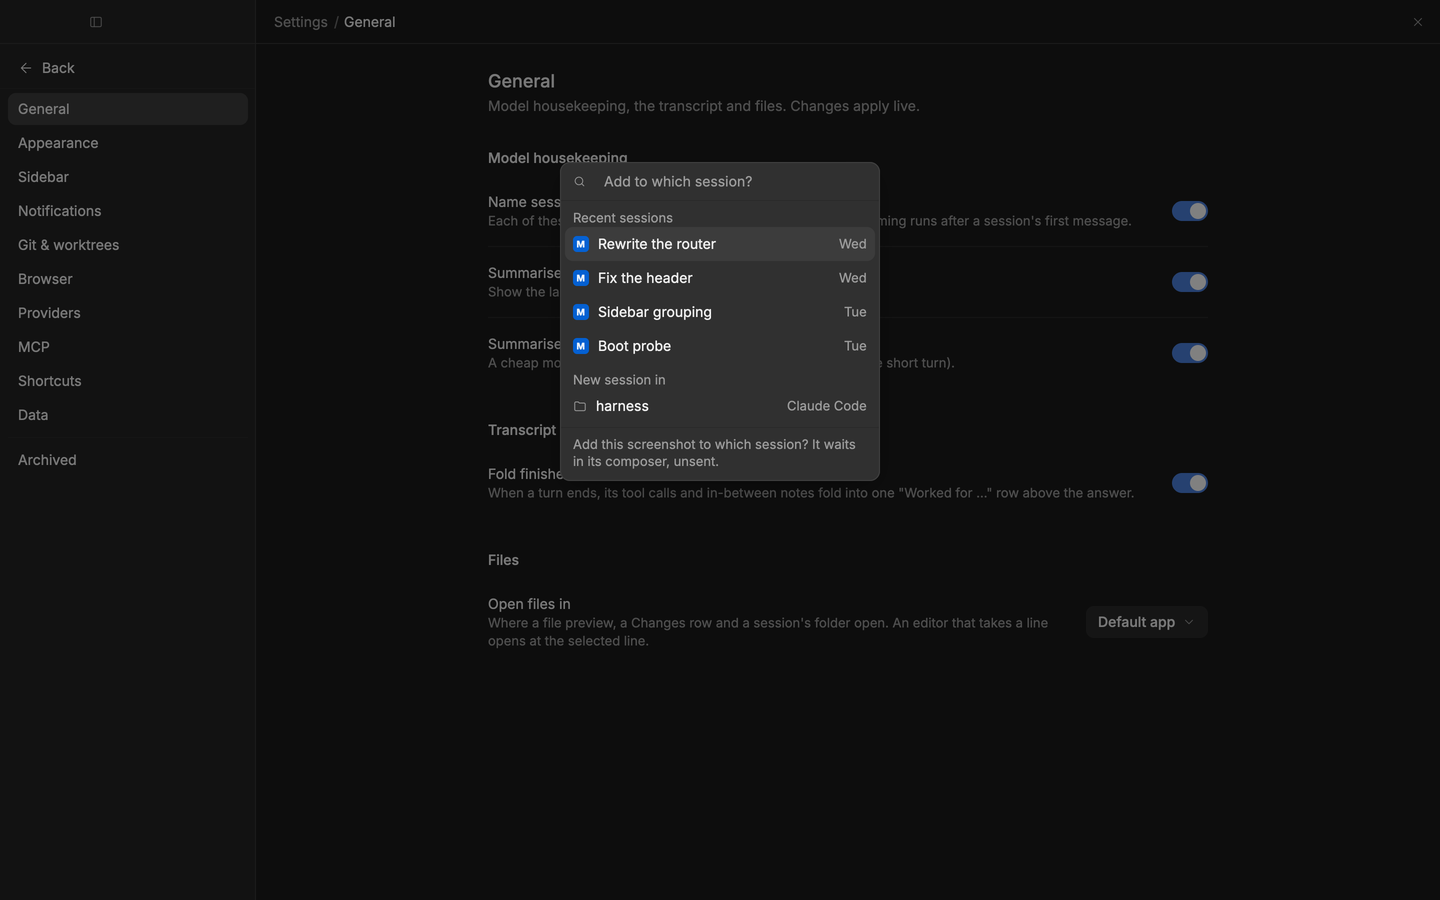 Settings / General
Back
General
Appearance
Sidebar
Notifications
Git & worktrees
Browser
Providers
MCP
Shortcuts
Data
Archived
General
Model housekeeping, the transcript and files. Changes apply live.
Model housekeeping
Name sess
Each of thes
ming runs after a session's first message.
Summarise
Show the la
Summarise
A cheap mo
short turn).
Transcript
Fold finishe
When a turn ends, its tool calls and in-between notes fold into one "Worked for ..." row above the answer.
Files
Open files in
Where a file preview, a Changes row and a session's folder open. An editor that takes a line
opens at the selected line.
Default app
Add to which session?
Recent sessions
M Rewrite the router Wed
M Fix the header Wed
M Sidebar grouping Tue
M Boot probe Tue
New session in
harness Claude Code
Add this screenshot to which session? It waits
in its composer, unsent.